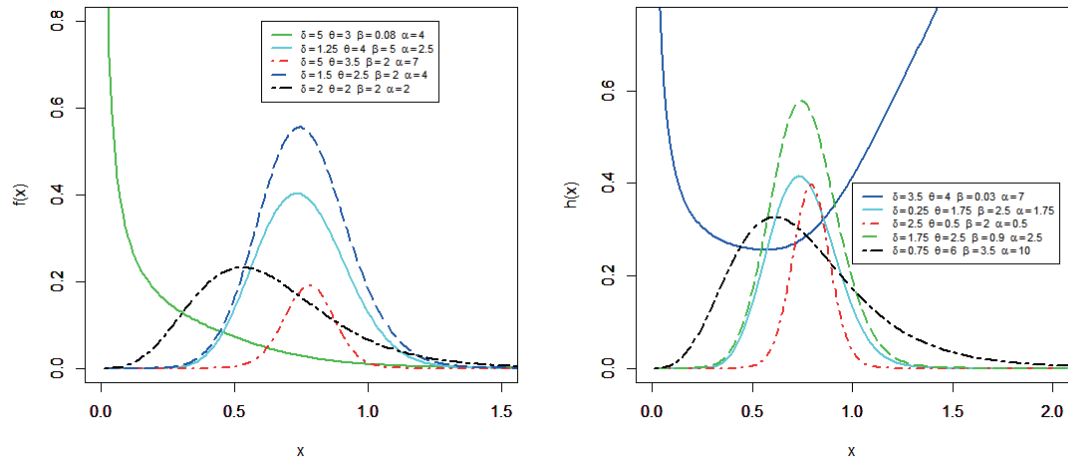 f(x)
0.8
0.6
0.4
0.2
0.0
δ=5 θ=3 β=0.08 α=4
δ=1.25 θ=4 β=5 α=2.5
δ=5 θ=3.5 β=2 α=7
δ=1.5 θ=2.5 β=2 α=4
δ=2 θ=2 β=2 α=2
0.0 0.5 1.0 1.5
x
h(x)
0.6
0.4
0.2
0.0
δ=3.5 θ=4 β=0.03 α=7
δ=0.25 θ=1.75 β=2.5 α=1.75
δ=2.5 θ=0.5 β=2 α=0.5
δ=1.75 θ=2.5 β=0.9 α=2.5
δ=0.75 θ=6 β=3.5 α=10
0.0 0.5 1.0 1.5 2.0
x